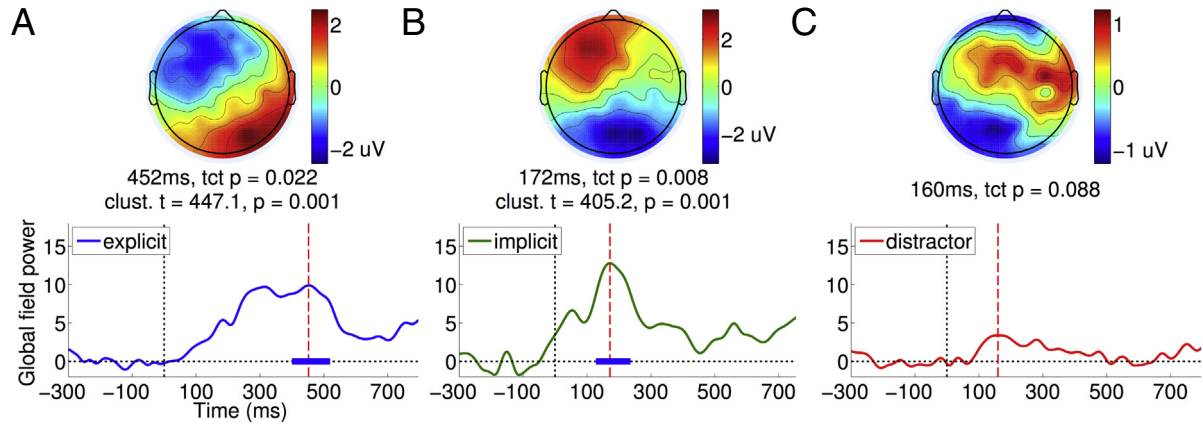 A
2
0
−2 uV
452ms, tct p = 0.022
clust. t = 447.1, p = 0.001
explicit
Global field power
15
10
5
0
−300 −100 100 300 500 700
Time (ms)
B
2
0
−2 uV
172ms, tct p = 0.008
clust. t = 405.2, p = 0.001
implicit
15
10
5
0
−300 −100 100 300 500 700
C
1
0
−1 uV
160ms, tct p = 0.088
distractor
15
10
5
0
−300 −100 100 300 500 700